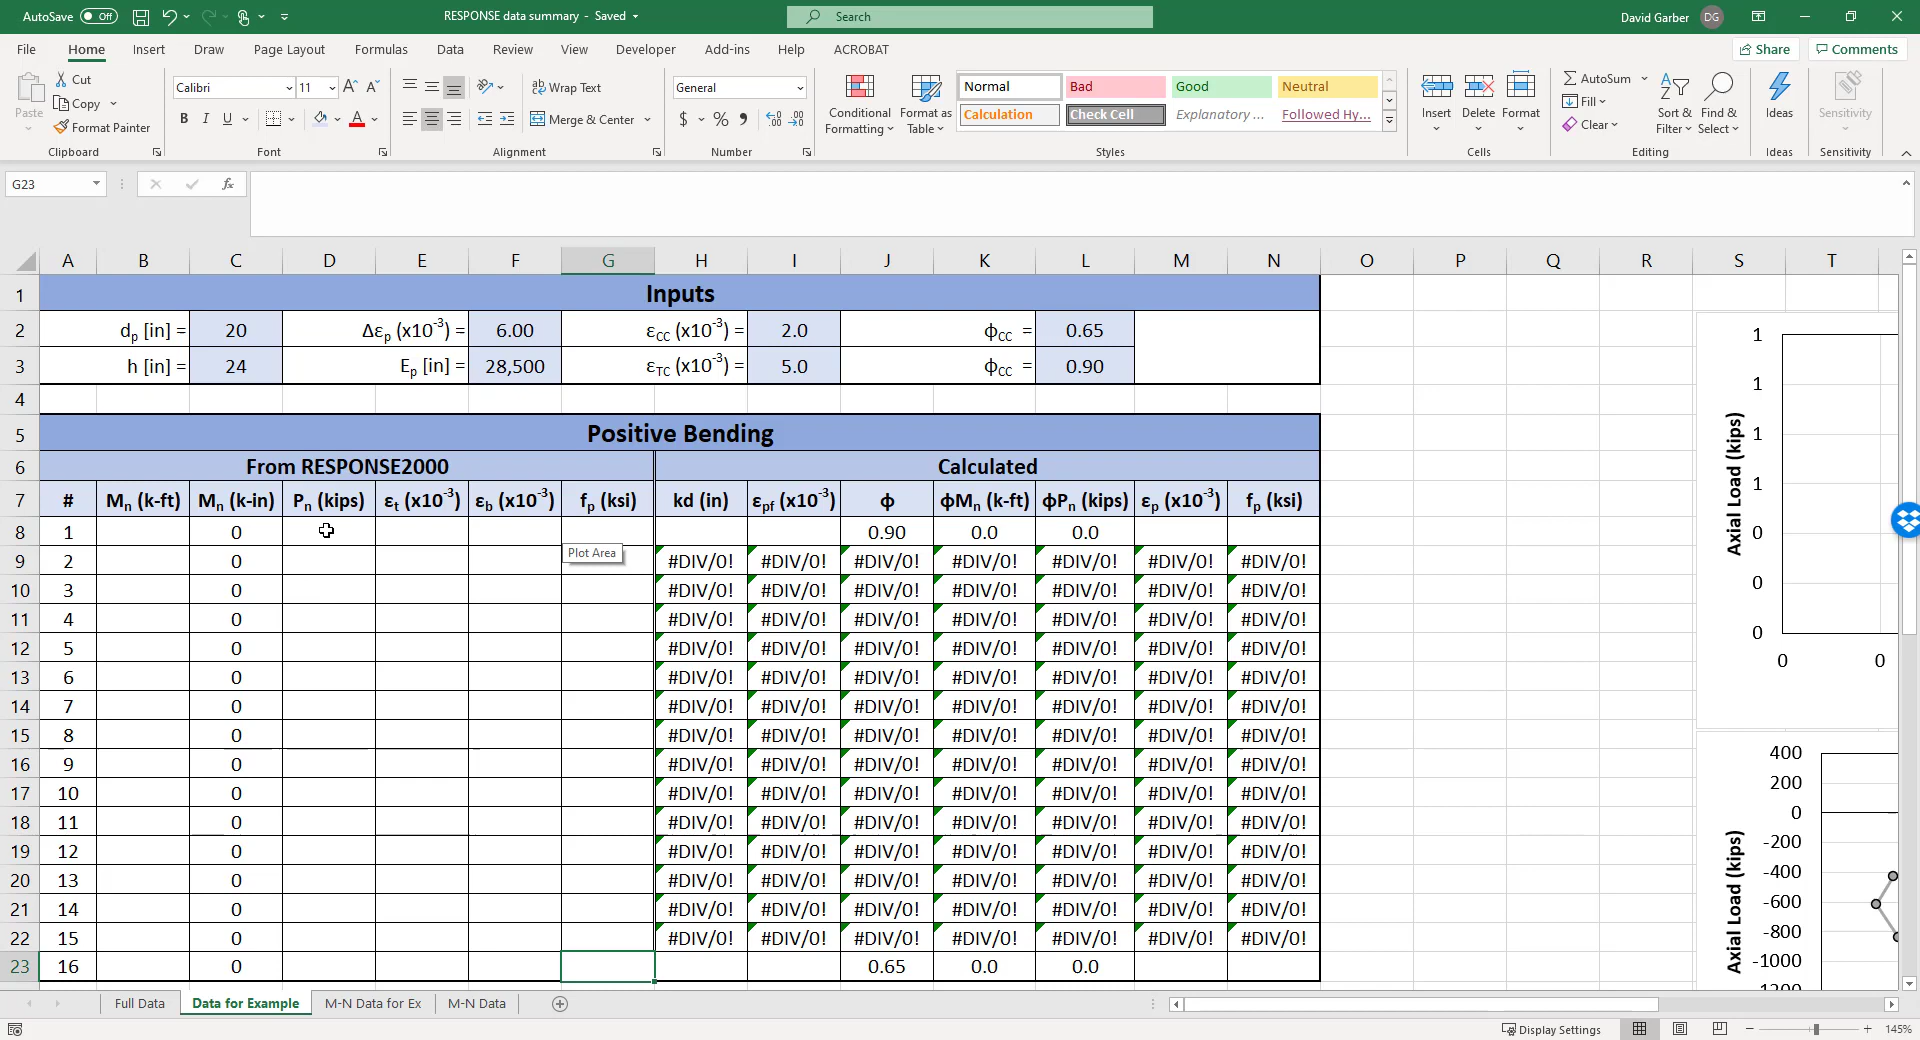 AutoSave Off RESPONSE data summary - Saved Search David Garber DG
File Home Insert Draw Page Layout Formulas Data Review View Developer Add-ins Help ACROBAT Share Comments
Paste Cut Copy Format Painter Clipboard
Calibri 11 B I U A Font
Wrap Text Merge & Center Alignment
General $ % Number
Conditional Formatting Format as Table Normal Bad Good Neutral
Calculation Check Cell Explanatory ... Followed Hy... Styles
Insert Delete Format Cells
AutoSum Fill Clear Sort & Filter Find & Select Editing
Ideas Ideas Sensitivity Sensitivity
G23 fx
A B C D E F G H I J K L M N O P Q R S T
1 Inputs
2 dp [in] = 20 Δεp (x10-3) = 6.00 εCC (x10-3) = 2.0 ϕCC = 0.65
3 h [in] = 24 Ep [in] = 28,500 εTC (x10-3) = 5.0 ϕCC = 0.90
4
5 Positive Bending
6 From RESPONSE2000 Calculated
7 # Mn (k-ft) Mn (k-in) Pn (kips) εt (x10-3) εb (x10-3) fp (ksi) kd (in) εpf (x10-3) ϕ ϕMn (k-ft) ϕPn (kips) εp (x10-3) fp (ksi)
8 1 0 0.90 0.0 0.0
Plot Area
9 2 0 #DIV/0! #DIV/0! #DIV/0! #DIV/0! #DIV/0! #DIV/0! #DIV/0!
10 3 0 #DIV/0! #DIV/0! #DIV/0! #DIV/0! #DIV/0! #DIV/0! #DIV/0!
11 4 0 #DIV/0! #DIV/0! #DIV/0! #DIV/0! #DIV/0! #DIV/0! #DIV/0!
12 5 0 #DIV/0! #DIV/0! #DIV/0! #DIV/0! #DIV/0! #DIV/0! #DIV/0!
13 6 0 #DIV/0! #DIV/0! #DIV/0! #DIV/0! #DIV/0! #DIV/0! #DIV/0!
14 7 0 #DIV/0! #DIV/0! #DIV/0! #DIV/0! #DIV/0! #DIV/0! #DIV/0!
15 8 0 #DIV/0! #DIV/0! #DIV/0! #DIV/0! #DIV/0! #DIV/0! #DIV/0!
16 9 0 #DIV/0! #DIV/0! #DIV/0! #DIV/0! #DIV/0! #DIV/0! #DIV/0!
17 10 0 #DIV/0! #DIV/0! #DIV/0! #DIV/0! #DIV/0! #DIV/0! #DIV/0!
18 11 0 #DIV/0! #DIV/0! #DIV/0! #DIV/0! #DIV/0! #DIV/0! #DIV/0!
19 12 0 #DIV/0! #DIV/0! #DIV/0! #DIV/0! #DIV/0! #DIV/0! #DIV/0!
20 13 0 #DIV/0! #DIV/0! #DIV/0! #DIV/0! #DIV/0! #DIV/0! #DIV/0!
21 14 0 #DIV/0! #DIV/0! #DIV/0! #DIV/0! #DIV/0! #DIV/0! #DIV/0!
22 15 0 #DIV/0! #DIV/0! #DIV/0! #DIV/0! #DIV/0! #DIV/0! #DIV/0!
23 16 0 0.65 0.0 0.0
Axial Load (kips)
1
1
1
1
0
0
0
0 0
Axial Load (kips)
400
200
0
-200
-400
-600
-800
-1000
Full Data Data for Example M-N Data for Ex M-N Data
Display Settings 145%